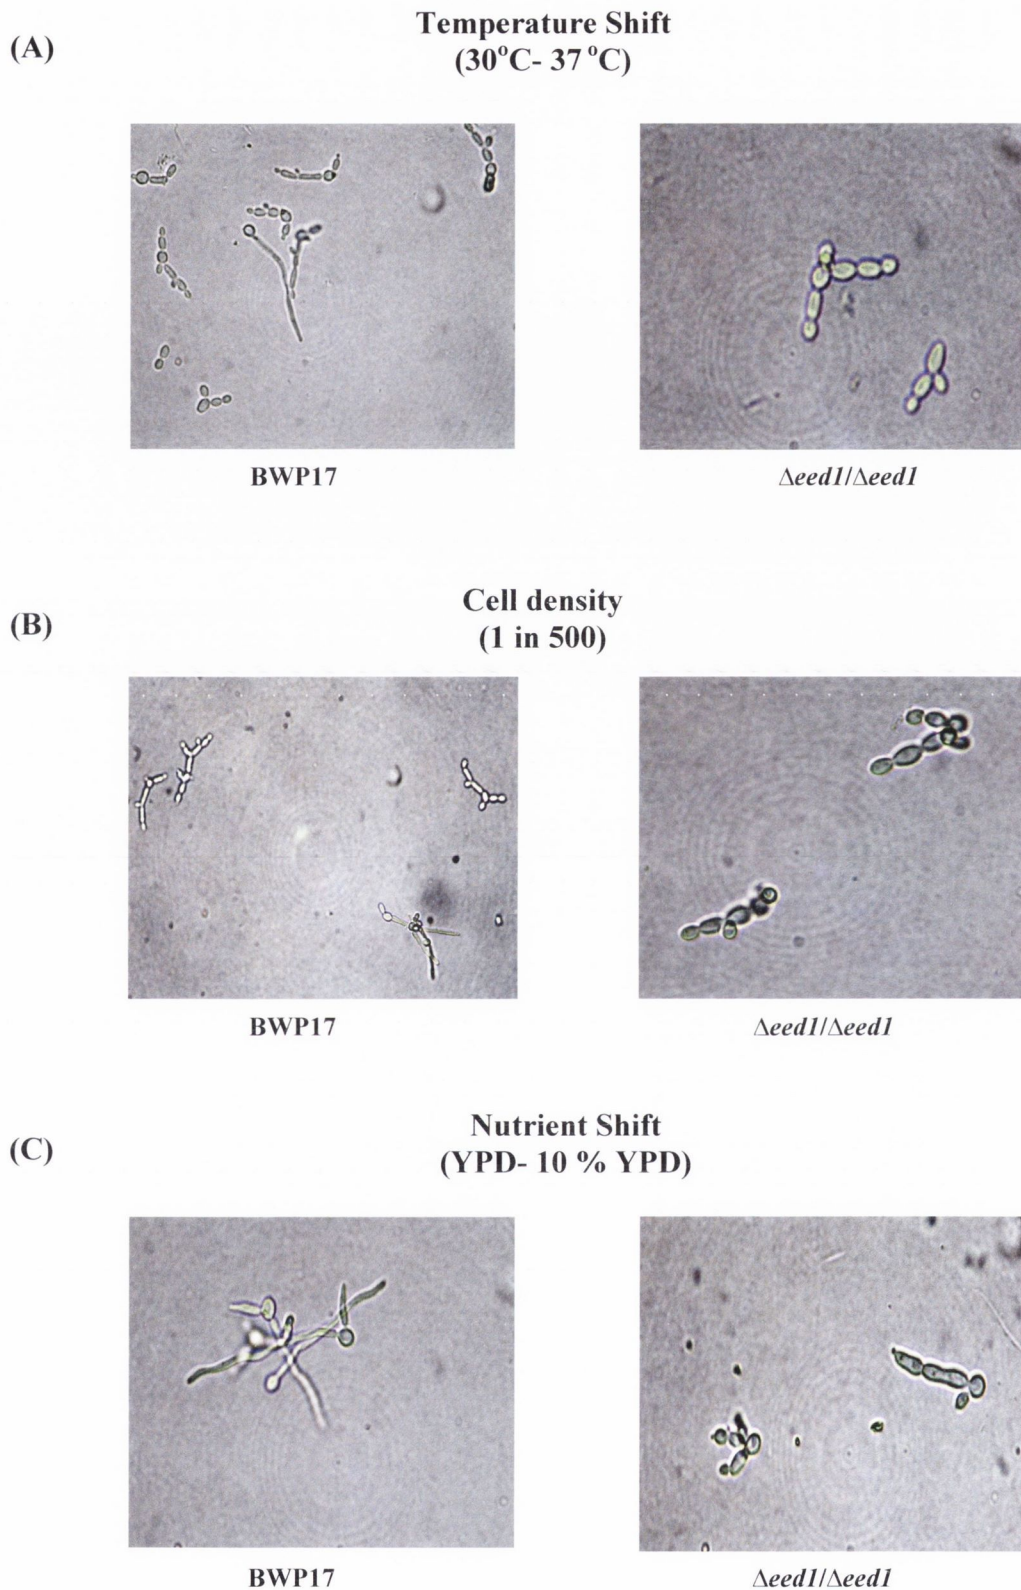 (A)
Temperature Shift
(30°C- 37 °C)
BWP17
Δeed1/Δeed1
(B)
Cell density
(1 in 500)
BWP17
Δeed1/Δeed1
(C)
Nutrient Shift
(YPD- 10 % YPD)
BWP17
Δeed1/Δeed1